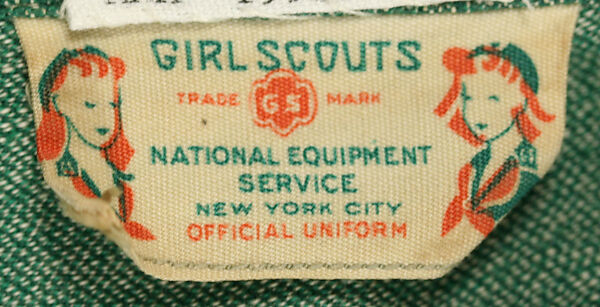 GIRL SCOUTS
TRADE GS MARK
NATIONAL EQUIPMENT
SERVICE
NEW YORK CITY
OFFICIAL UNIFORM